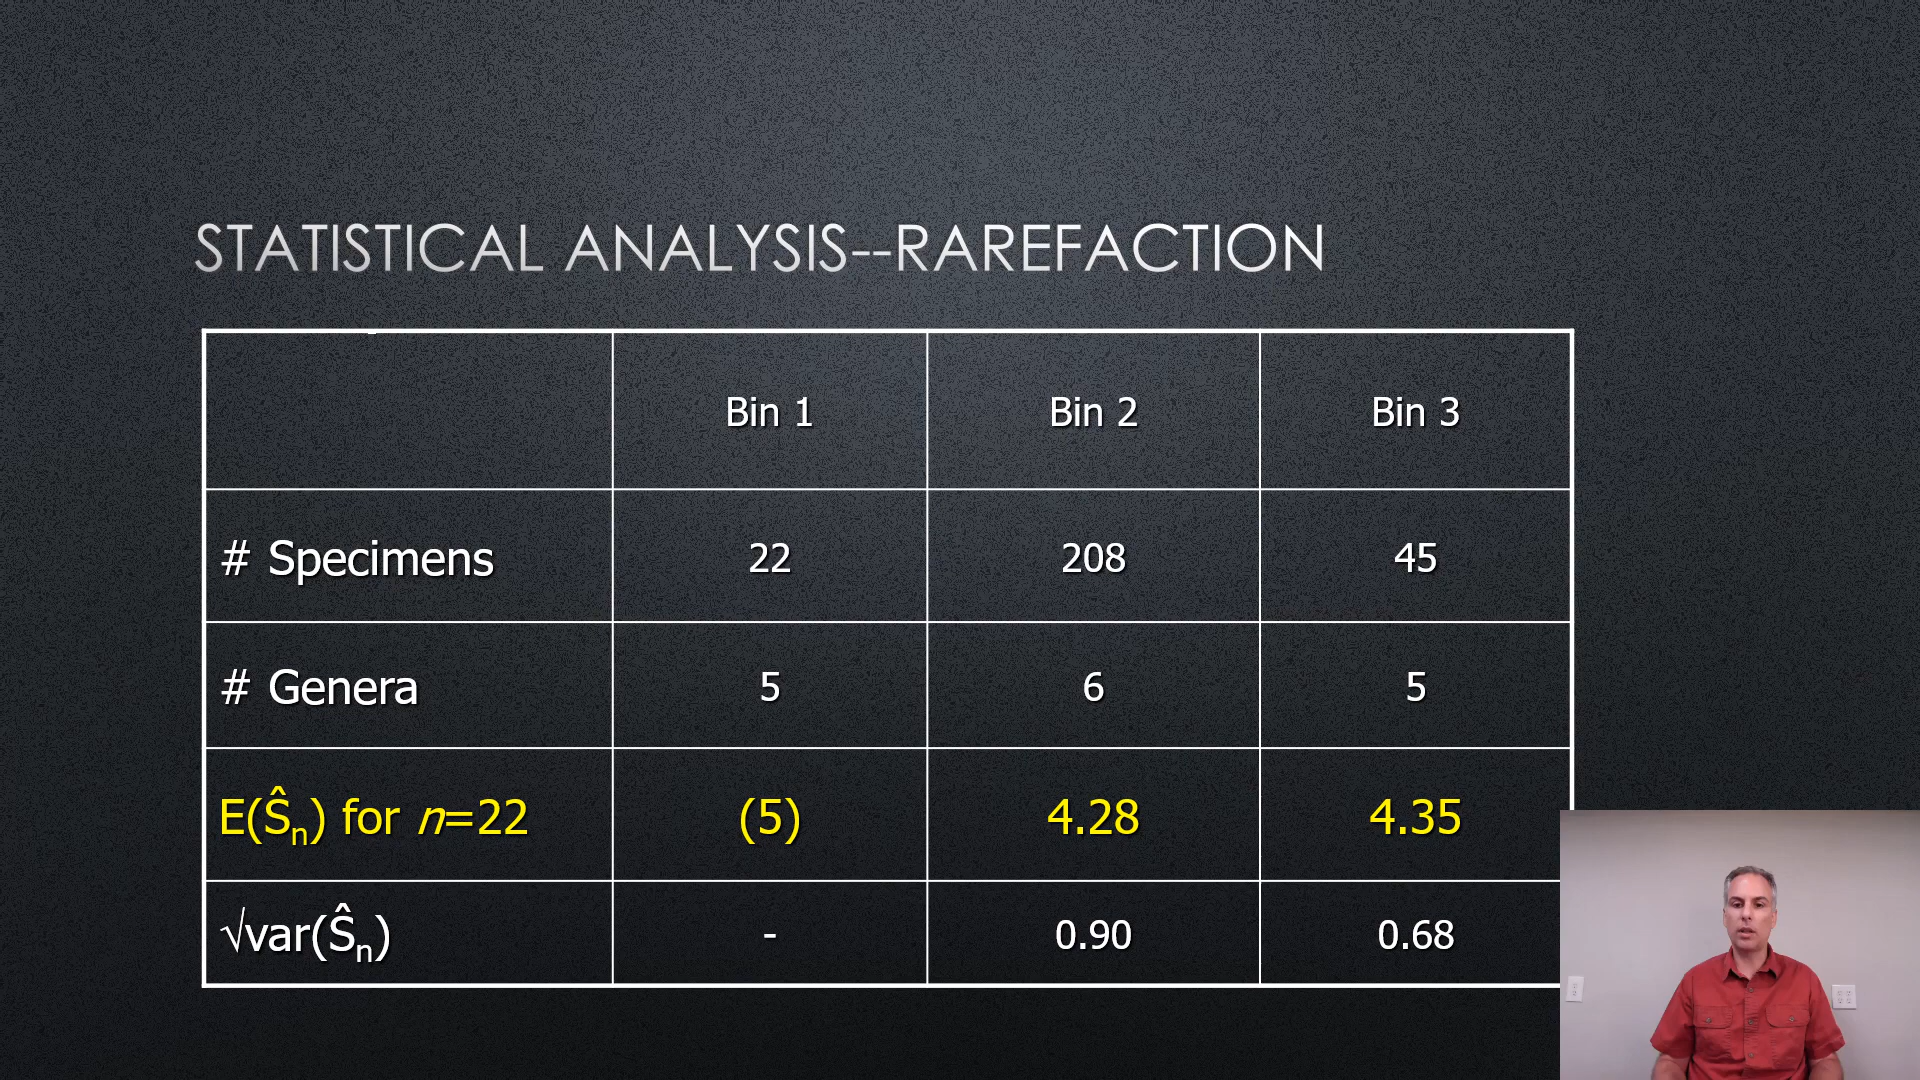 STATISTICAL ANALYSIS--RAREFACTION
Bin 1 Bin 2 Bin 3
# Specimens 22 208 45
# Genera 5 6 5
E(Ŝn) for n=22 (5) 4.28 4.35
√var(Ŝn) - 0.90 0.68